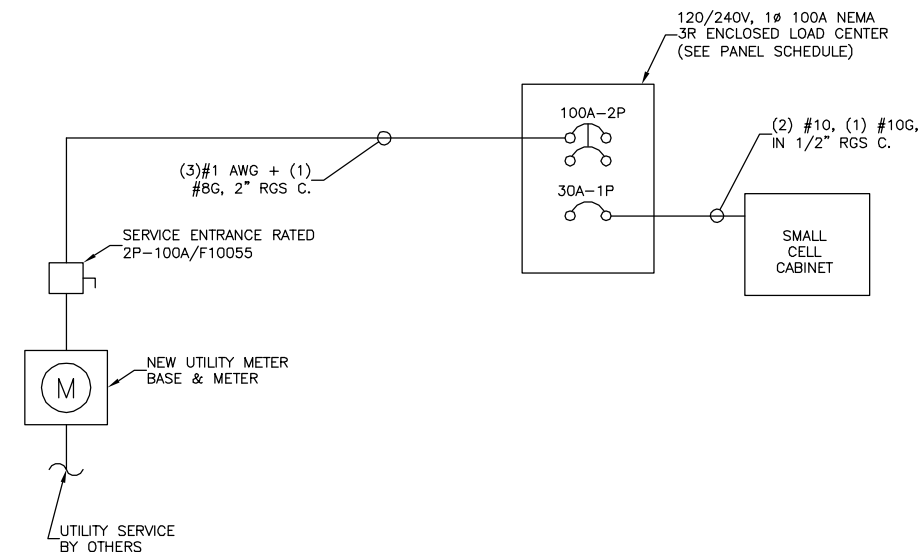 120/240V, 1ø 100A NEMA
3R ENCLOSED LOAD CENTER
(SEE PANEL SCHEDULE)
100A-2P
30A-1P
(2) #10, (1) #10G,
IN 1/2" RGS C.
(3)#1 AWG + (1)
#8G, 2" RGS C.
SMALL
CELL
CABINET
SERVICE ENTRANCE RATED
2P-100A/F10055
NEW UTILITY METER
BASE & METER
M
UTILITY SERVICE
BY OTHERS